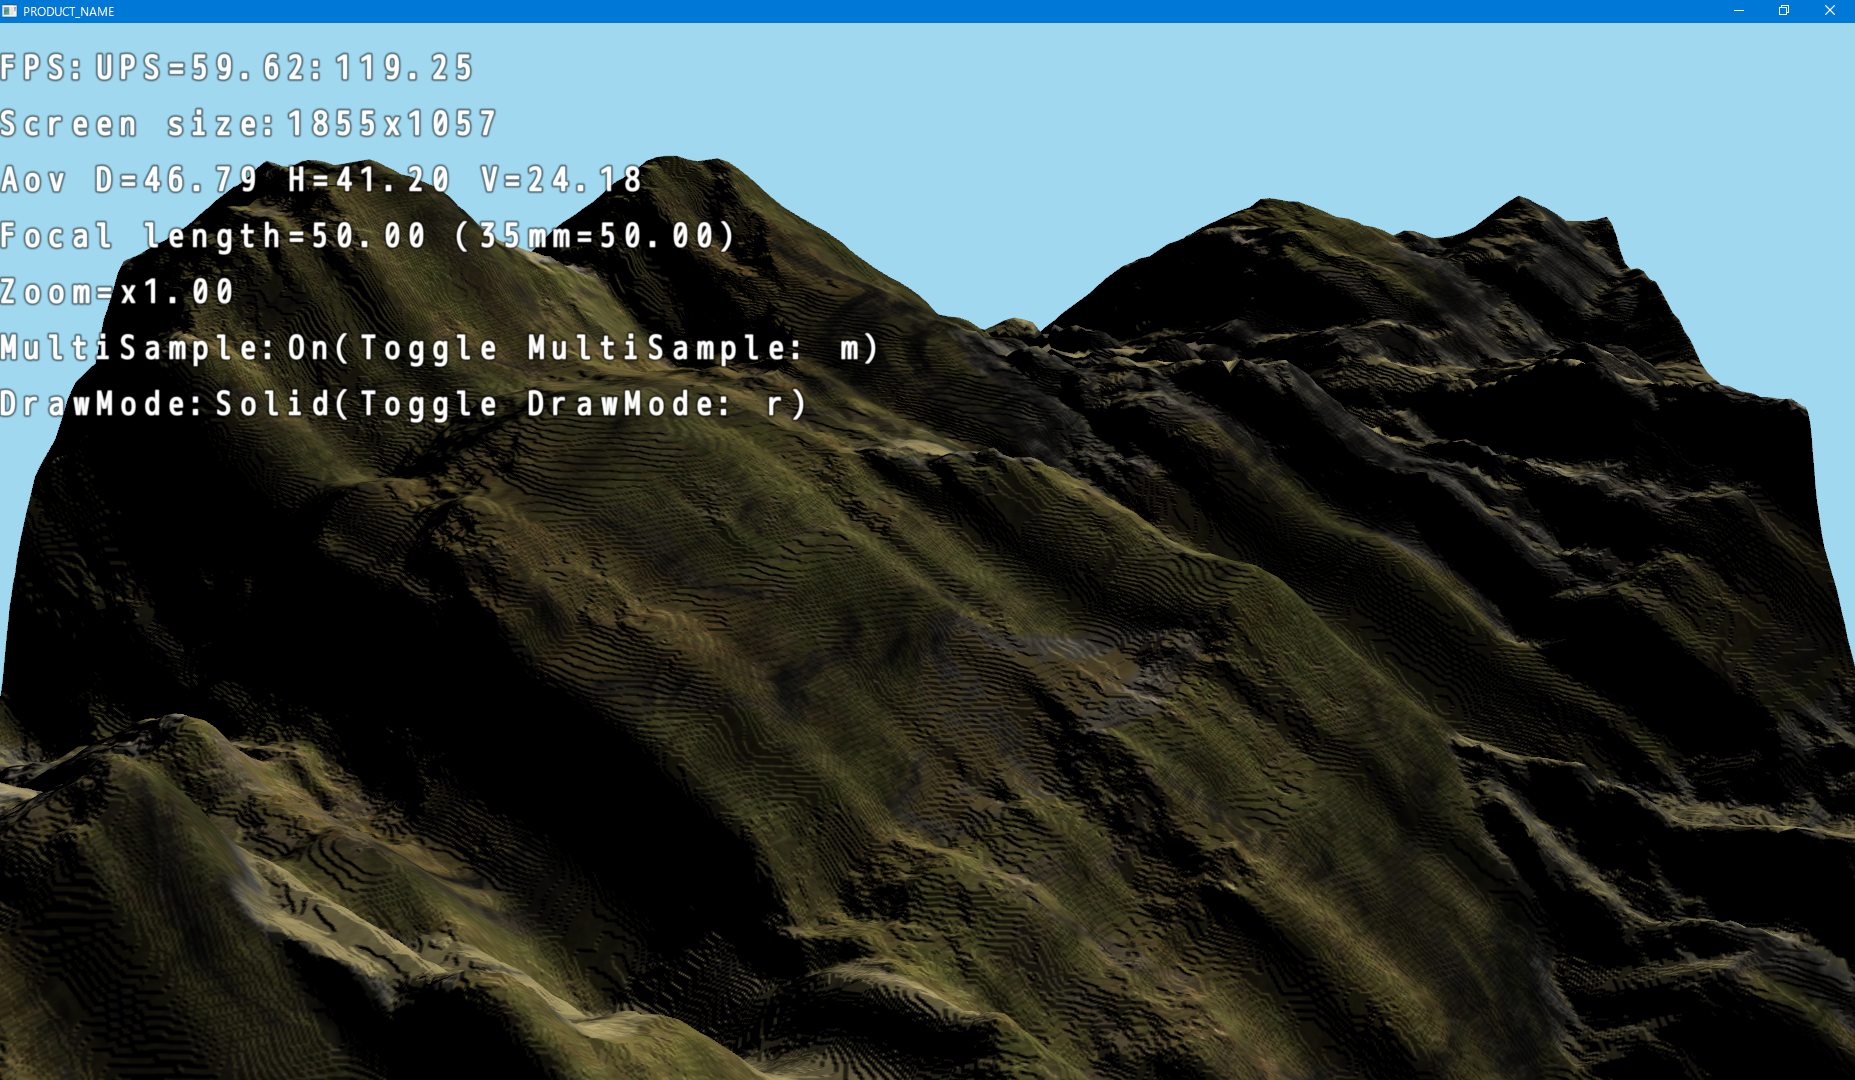 PRODUCT_NAME
FPS:UPS=59.62:119.25
Screen size:1855x1057
Aov D=46.79 H=41.20 V=24.18
Focal length=50.00 (35mm=50.00)
Zoom=x1.00
MultiSample:On(Toggle MultiSample: m)
DrawMode:Solid(Toggle DrawMode: r)